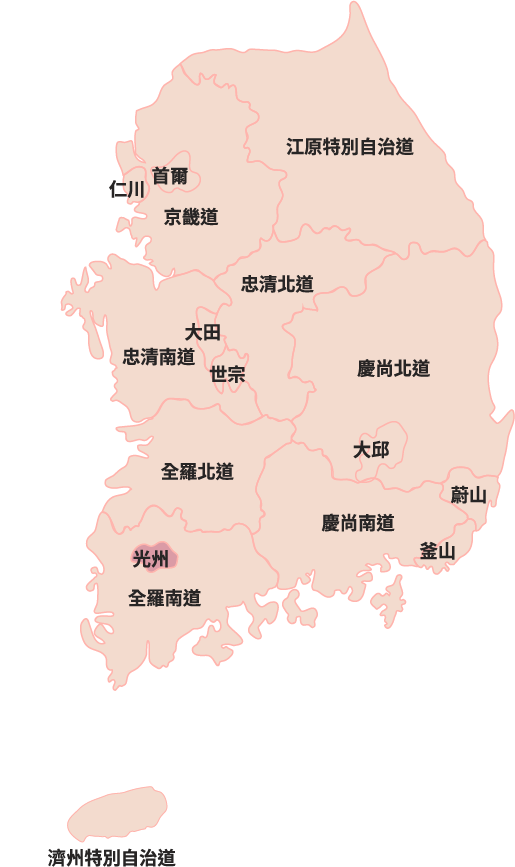 江原特別自治道
首爾
仁川
京畿道
忠清北道
大田
忠清南道
世宗
慶尚北道
大邱
全羅北道
蔚山
慶尚南道
釜山
光州
全羅南道
濟州特別自治道